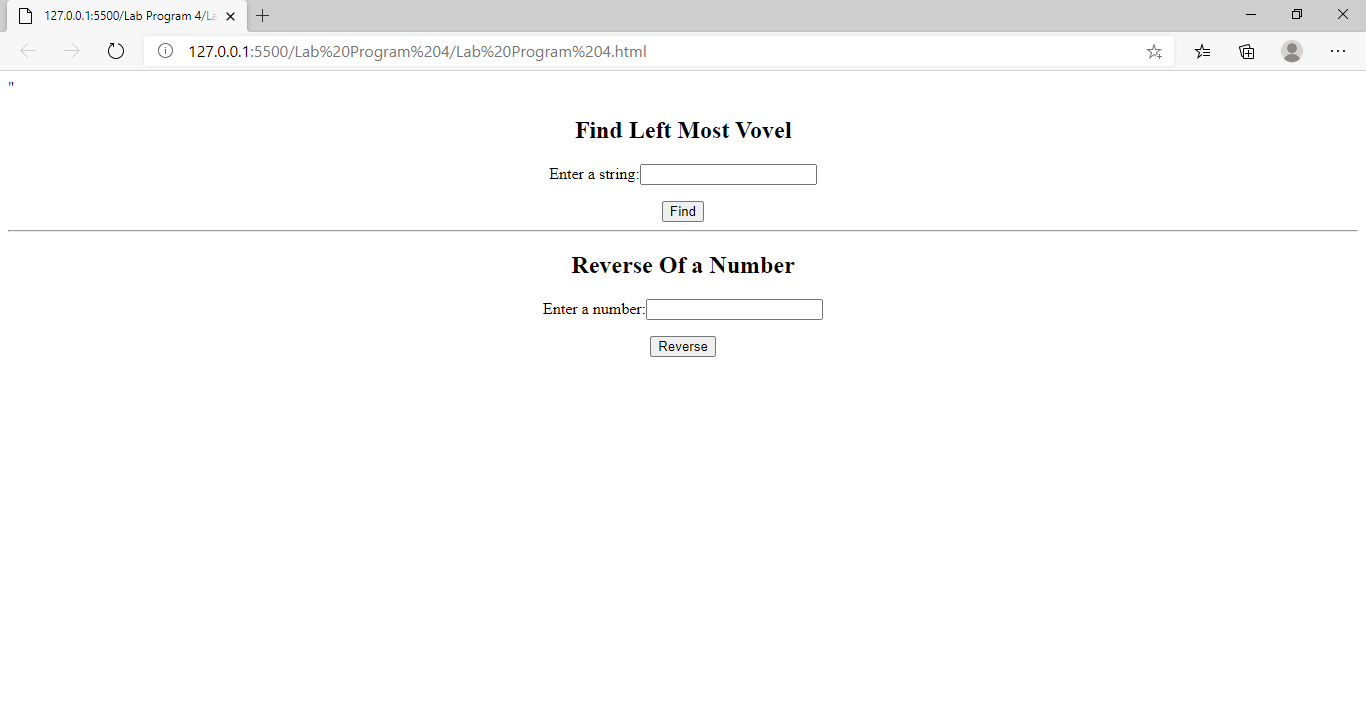 127.0.0.1:5500/Lab Program 4/La
127.0.0.1:5500/Lab%20Program%204/Lab%20Program%204.html
"
Find Left Most Vovel
Enter a string:
Find
Reverse Of a Number
Enter a number:
Reverse